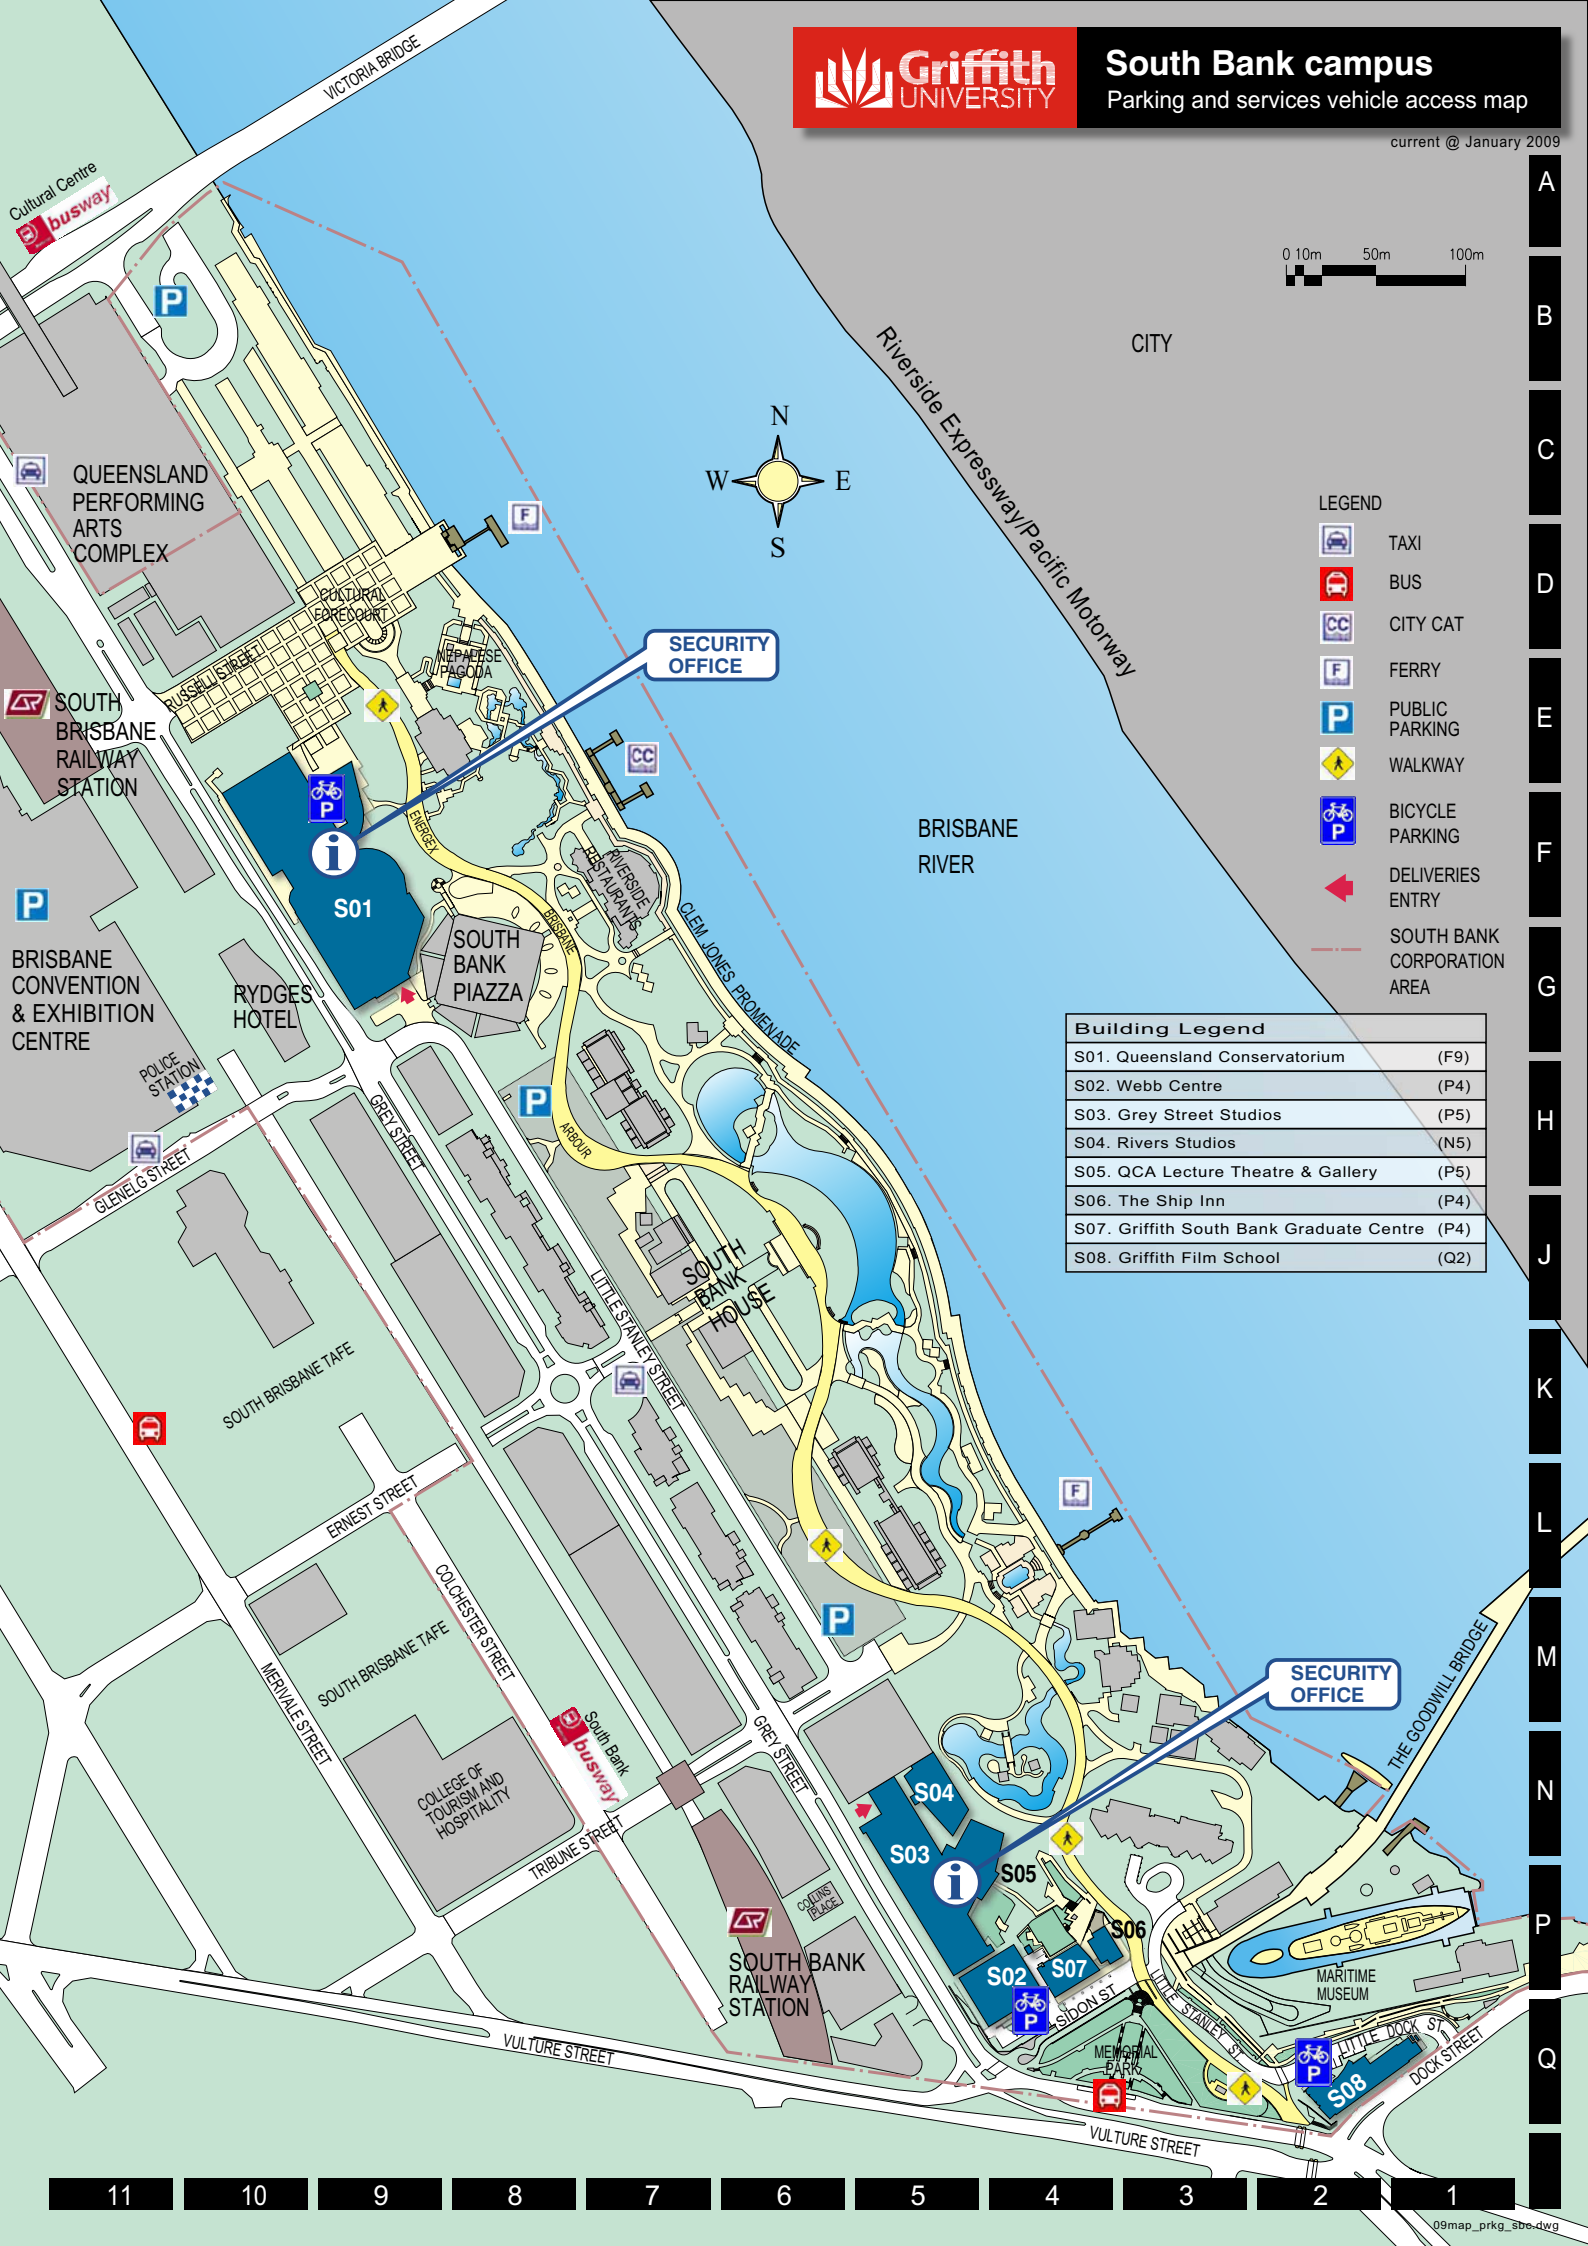 Griffith
UNIVERSITY
South Bank campus
Parking and services vehicle access map
current @ January 2009
VICTORIA BRIDGE
Cultural Centre
busway
A
B
C
D
E
F
G
H
J
K
L
M
N
P
Q
0 10m 50m 100m
CITY
Riverside Expressway/Pacific Motorway
N
W E
S
LEGEND
TAXI
BUS
CC CITY CAT
F FERRY
P PUBLIC
PARKING
WALKWAY
P BICYCLE
PARKING
DELIVERIES
ENTRY
SOUTH BANK
CORPORATION
AREA
Building Legend
S01. Queensland Conservatorium (F9)
S02. Webb Centre (P4)
S03. Grey Street Studios (P5)
S04. Rivers Studios (N5)
S05. QCA Lecture Theatre & Gallery (P5)
S06. The Ship Inn (P4)
S07. Griffith South Bank Graduate Centre (P4)
S08. Griffith Film School (Q2)
P
QUEENSLAND
PERFORMING
ARTS
COMPLEX
F
CULTURAL
FORECOURT
NEPALESE
PAGODA
SECURITY
OFFICE
RUSSELL STREET
SOUTH
BRISBANE
RAILWAY
STATION
CC
P
i
S01
ENERGEX
BRISBANE
ARBOUR
BRISBANE
RIVER
RIVERSIDE
RESTAURANTS
CLEM JONES PROMENADE
P
BRISBANE
CONVENTION
& EXHIBITION
CENTRE
RYDGES
HOTEL
SOUTH
BANK
PIAZZA
POLICE
STATION
P
GREY STREET
GLENELG STREET
SOUTH
BANK
HOUSE
LITTLE STANLEY STREET
SOUTH BRISBANE TAFE
ERNEST STREET
F
COLCHESTER STREET
P
SOUTH BRISBANE TAFE
MERIVALE STREET
SECURITY
OFFICE
THE GOODWILL BRIDGE
South Bank
busway
GREY STREET
COLLEGE OF
TOURISM AND
HOSPITALITY
TRIBUNE STREET
S04
S03
i
S05
COLLINS
PLACE
S06
SOUTH BANK
RAILWAY
STATION
S02
S07
P
SIDON ST
LITTLE STANLEY ST
MARITIME
MUSEUM
LITTLE DOCK ST
DOCK STREET
MEMORIAL
PARK
P
S08
VULTURE STREET
VULTURE STREET
11 10 9 8 7 6 5 4 3 2 1
09map_prkg_sbc.dwg